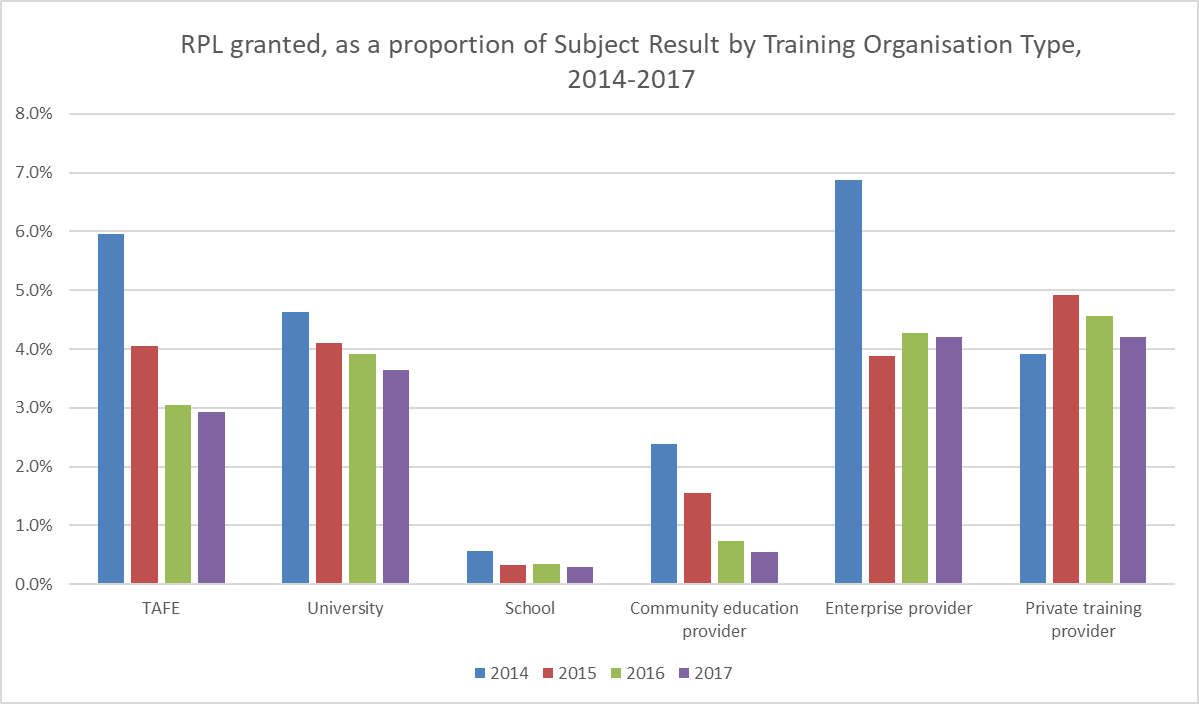 RPL granted, as a proportion of Subject Result by Training Organisation Type,
2014-2017
8.0%
7.0%
6.0%
5.0%
4.0%
3.0%
2.0%
1.0%
0.0%
TAFE
University
School
Community education
provider
Enterprise provider
Private training
provider
2014 2015 2016 2017